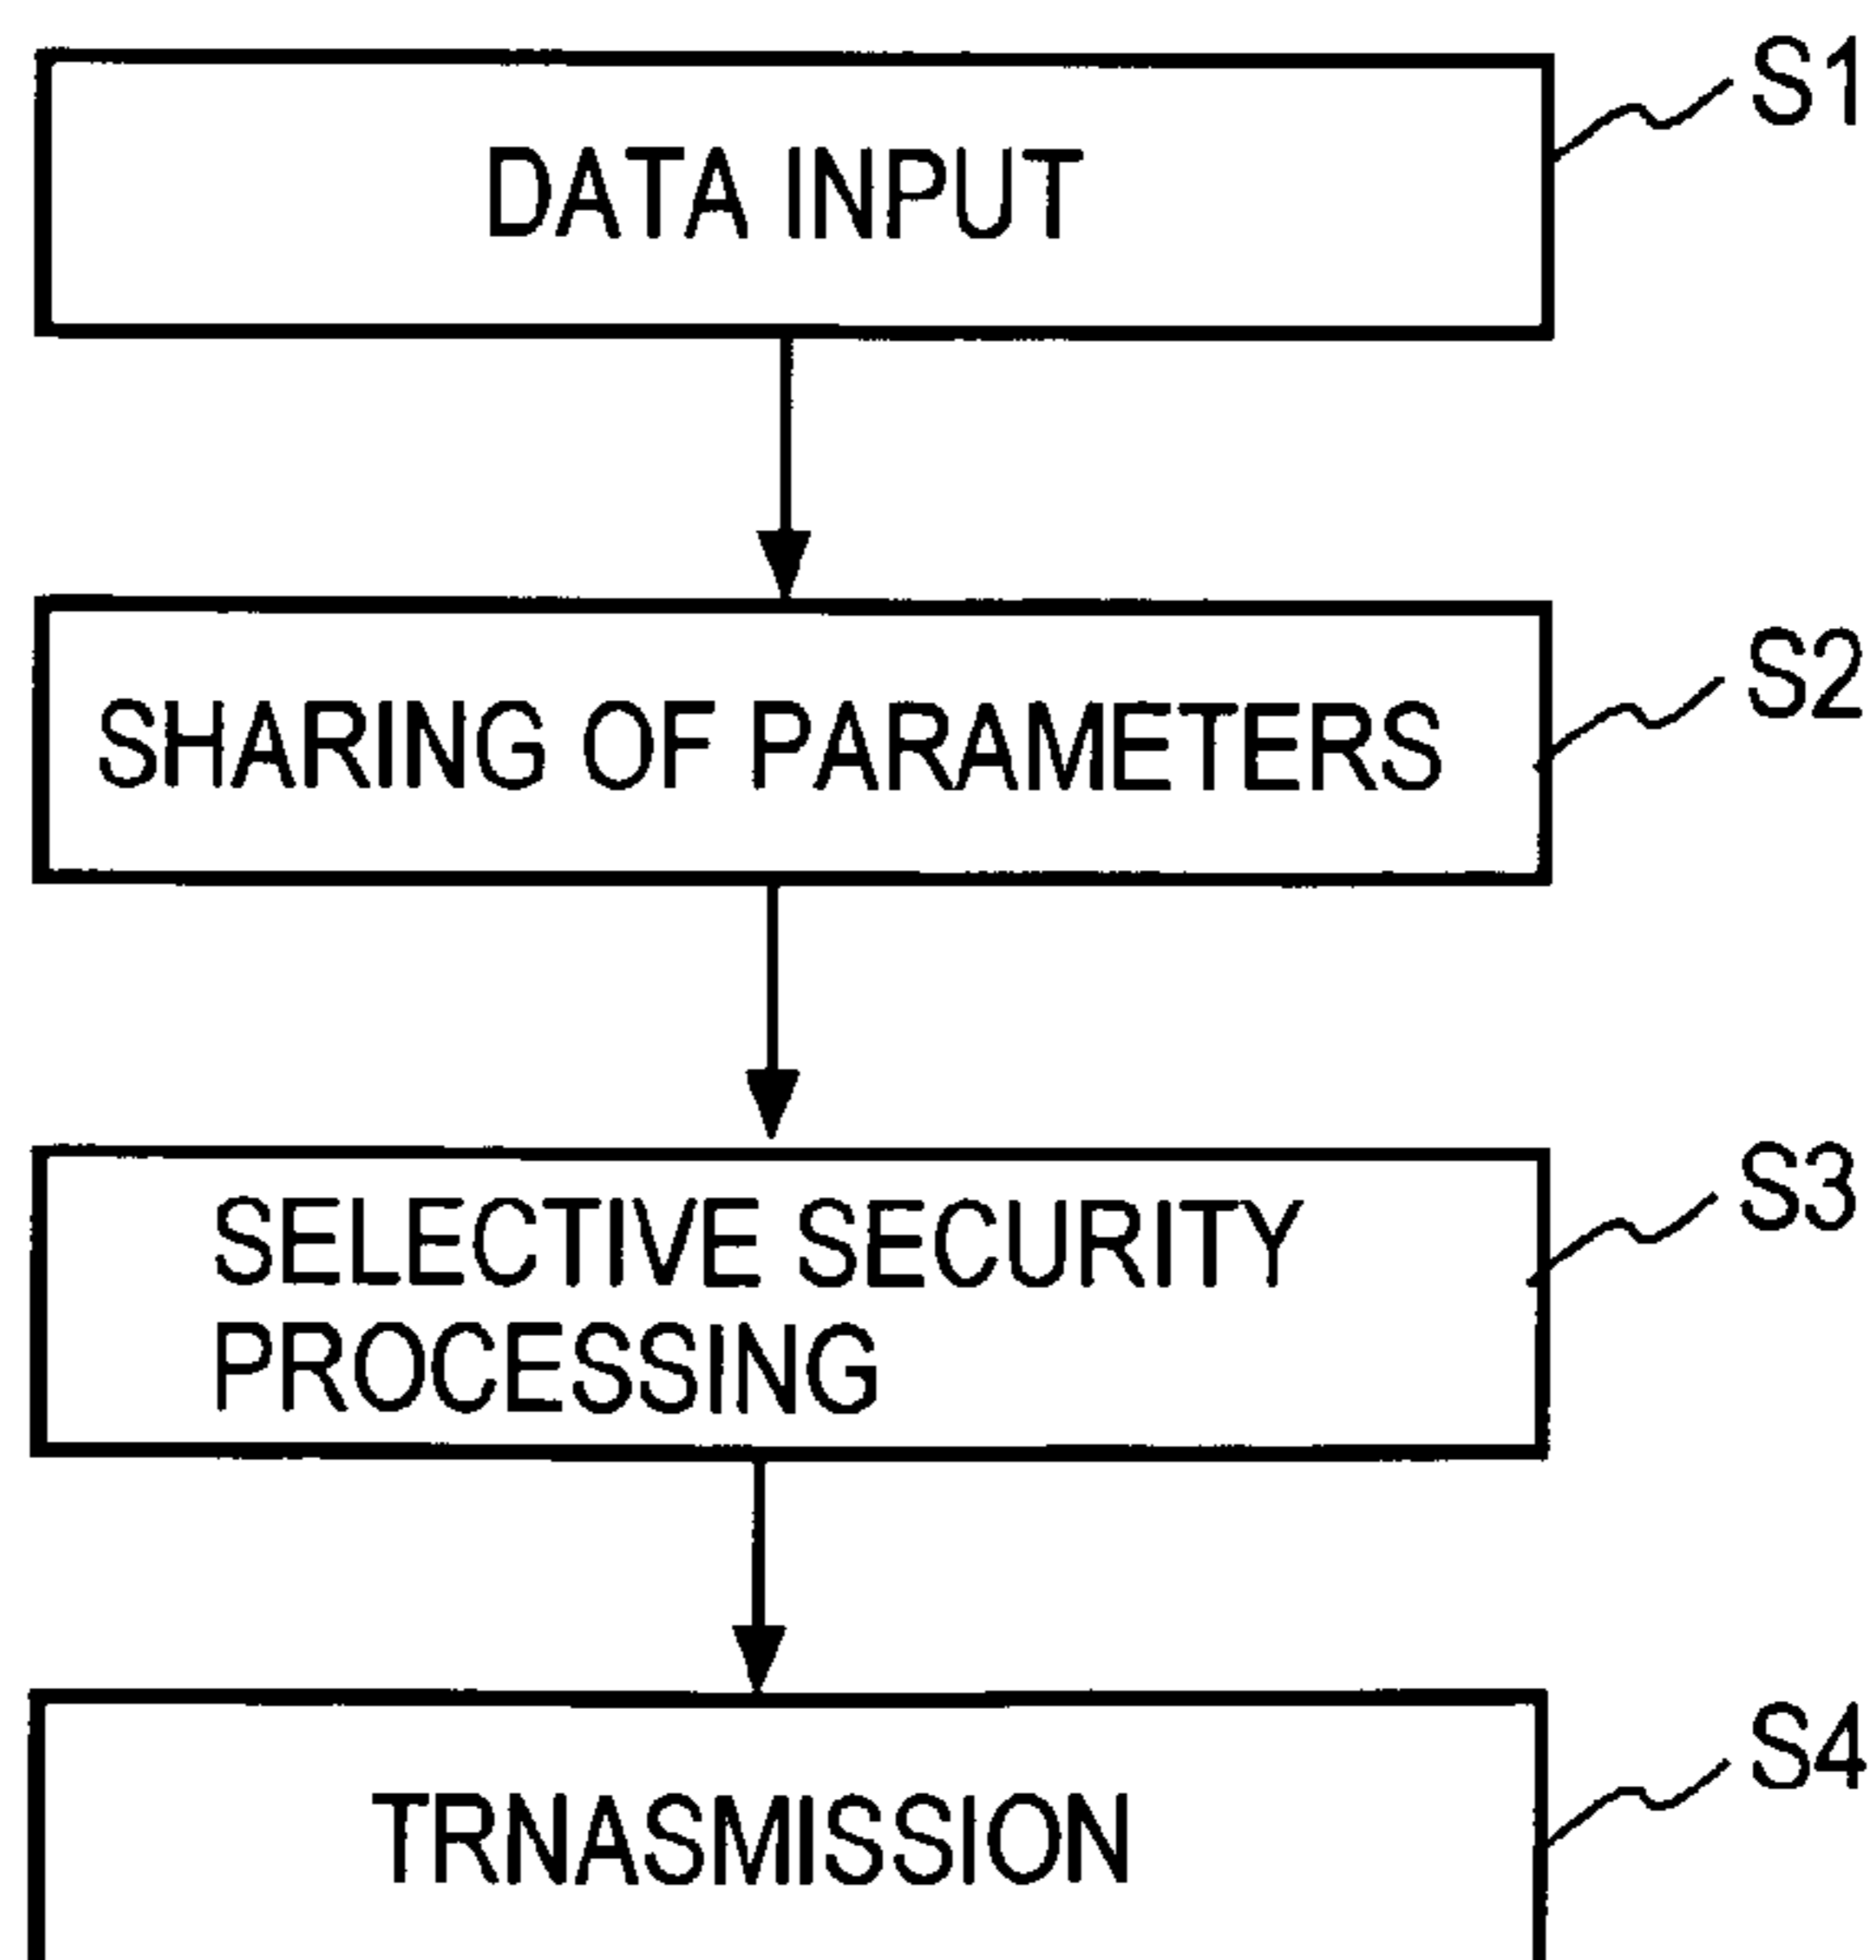 S1
DATA INPUT
S2
SHARING OF PARAMETERS
S3
SELECTIVE SECURITY
PROCESSING
S4
TRNASMISSION